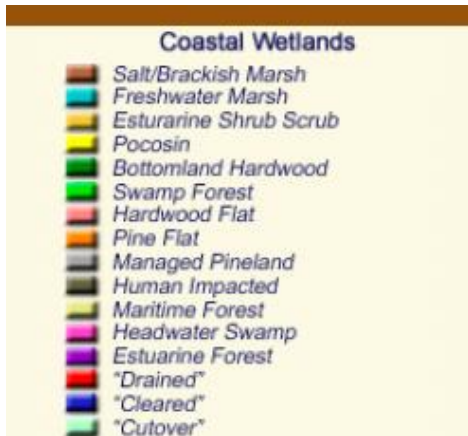 Coastal Wetlands
Salt/Brackish Marsh
Freshwater Marsh
Esturarine Shrub Scrub
Pocosin
Bottomland Hardwood
Swamp Forest
Hardwood Flat
Pine Flat
Managed Pineland
Human Impacted
Maritime Forest
Headwater Swamp
Estuarine Forest
"Drained"
"Cleared"
"Cutover"